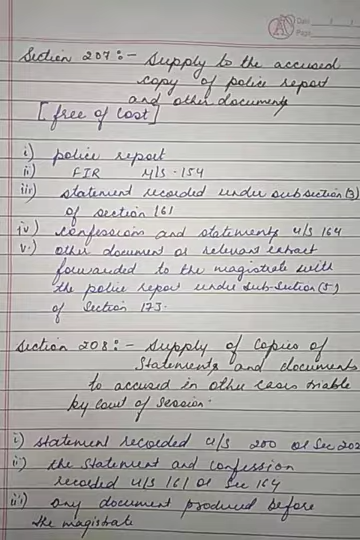 Date
Page
Section 207:- Supply to the accused
copy of police report
and other documents
[free of Cost]
i) police report
ii) FIR u/s - 154
iii) statement recorded under subsection (3)
of section 161
iv) confessions and statements u/s 164
v) other document or relevant extract
forwarded to the magistrate with
the police report under sub-section (5)
of Section 173.
Section 208:- Supply of Copies of
Statements and documents
to accused in other cases triable
by court of session.
i) statement recorded u/s 200 or Sec 202
ii) the statement and confession
recorded u/s 161 or Sec 164
iii) any document produced before
the magistrate